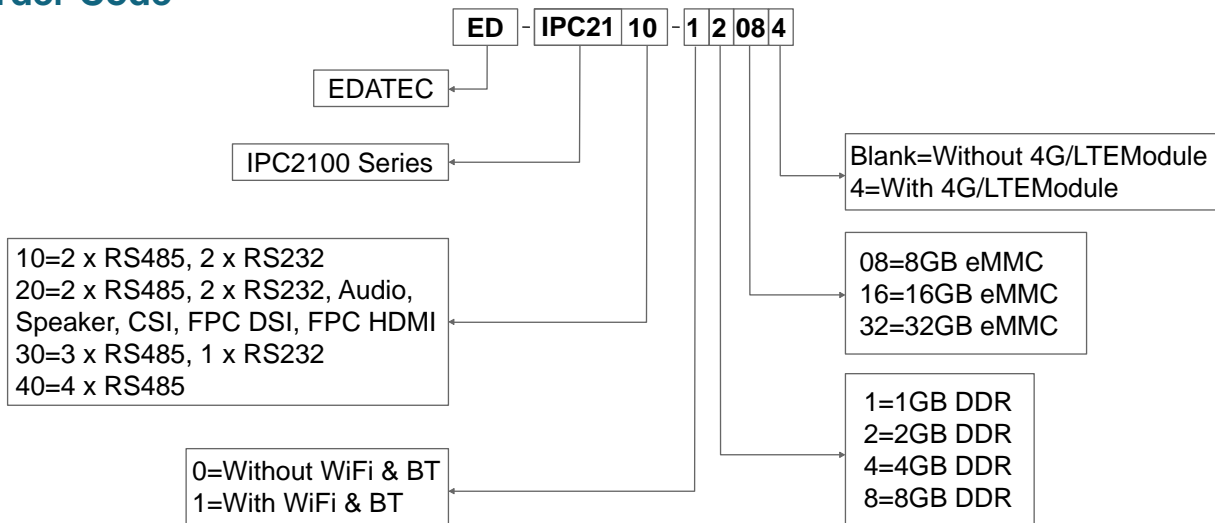 ED - IPC21 10 - 1 2 08 4
EDATEC
IPC2100 Series
10=2 x RS485, 2 x RS232
20=2 x RS485, 2 x RS232, Audio,
Speaker, CSI, FPC DSI, FPC HDMI
30=3 x RS485, 1 x RS232
40=4 x RS485
0=Without WiFi & BT
1=With WiFi & BT
Blank=Without 4G/LTEModule
4=With 4G/LTEModule
08=8GB eMMC
16=16GB eMMC
32=32GB eMMC
1=1GB DDR
2=2GB DDR
4=4GB DDR
8=8GB DDR